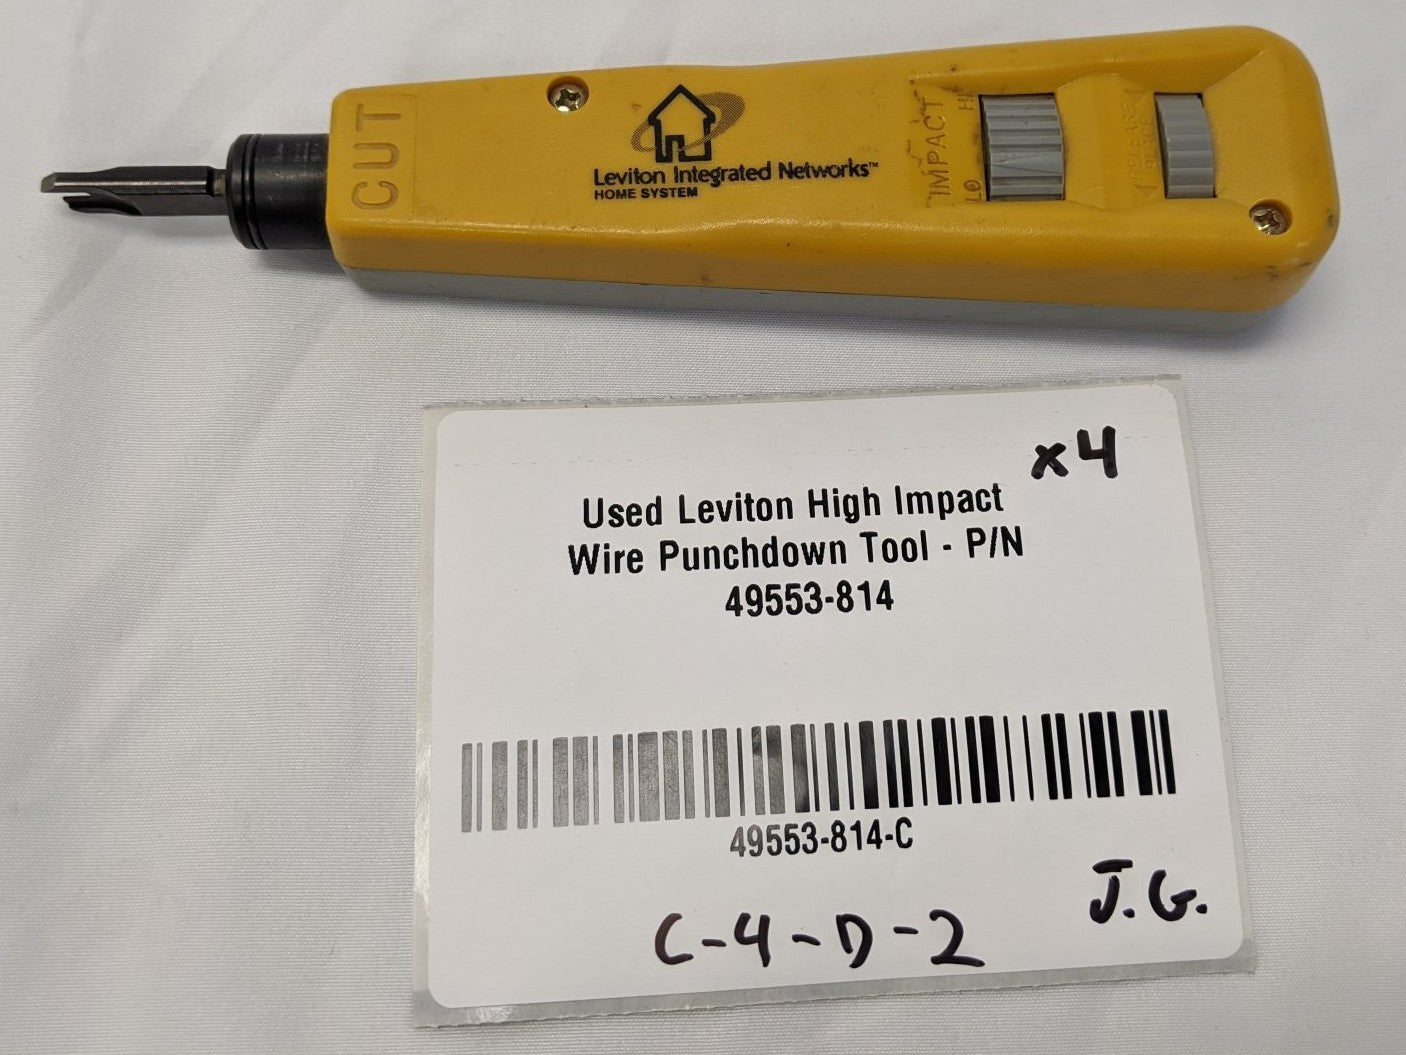 CUT
Leviton Integrated Networks™
HOME SYSTEM
IMPACT
HI
LO
x4
Used Leviton High Impact
Wire Punchdown Tool - P/N
49553-814
49553-814-C
J.G.
C-4-D-2